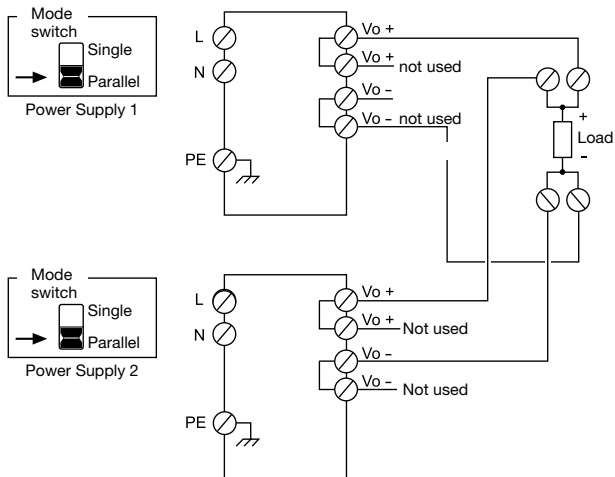 Mode
switch
Single
Parallel
Power Supply 1
L
N
PE
Vo +
Vo + not used
Vo -
Vo - not used
+
Load
-
Mode
switch
Single
Parallel
Power Supply 2
L
N
PE
Vo +
Vo + Not used
Vo -
Vo - Not used